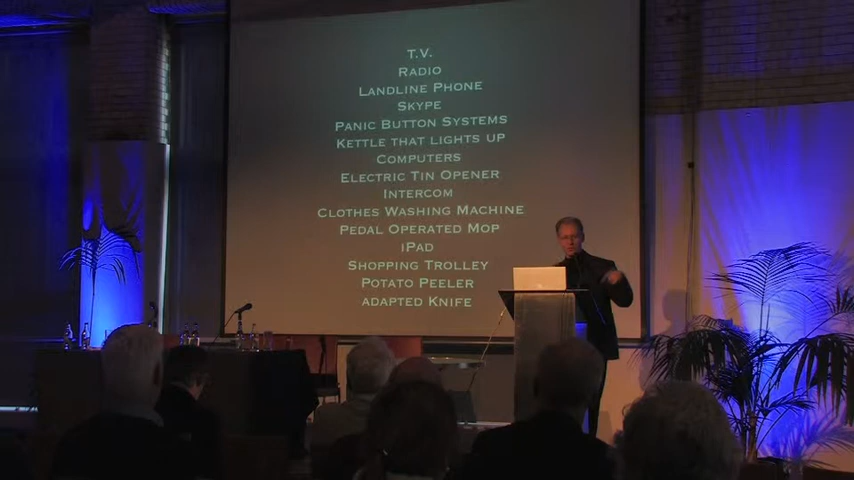 T.V.
Radio
Landline Phone
Skype
Panic Button Systems
Kettle that lights up
Computers
Electric Tin Opener
Intercom
Clothes Washing Machine
Pedal Operated Mop
iPad
Shopping Trolley
Potato Peeler
adapted Knife